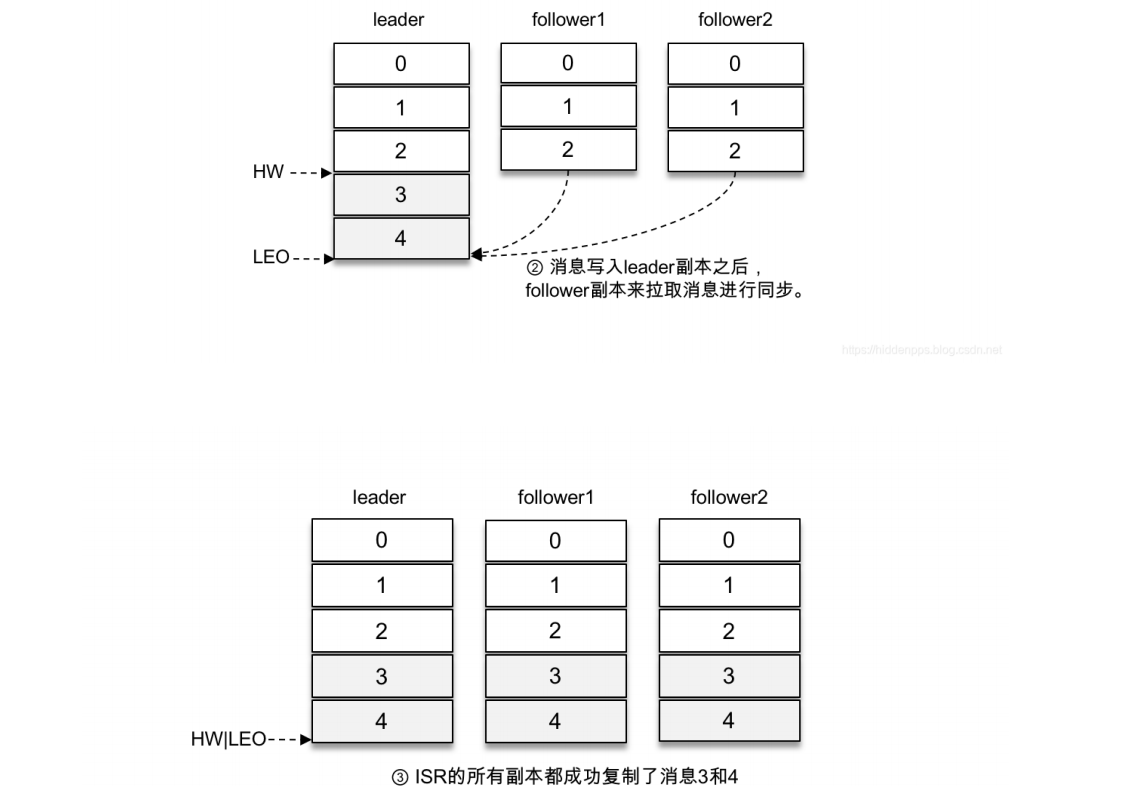 leader follower1 follower2
0 0 0
1 1 1
2 2 2
HW
3
4
LEO
② 消息写入leader副本之后，
follower副本来拉取消息进行同步。
https://hiddenpps.blog.csdn.net
leader follower1 follower2
0 0 0
1 1 1
2 2 2
3 3 3
4 4 4
HW|LEO
③ ISR的所有副本都成功复制了消息3和4